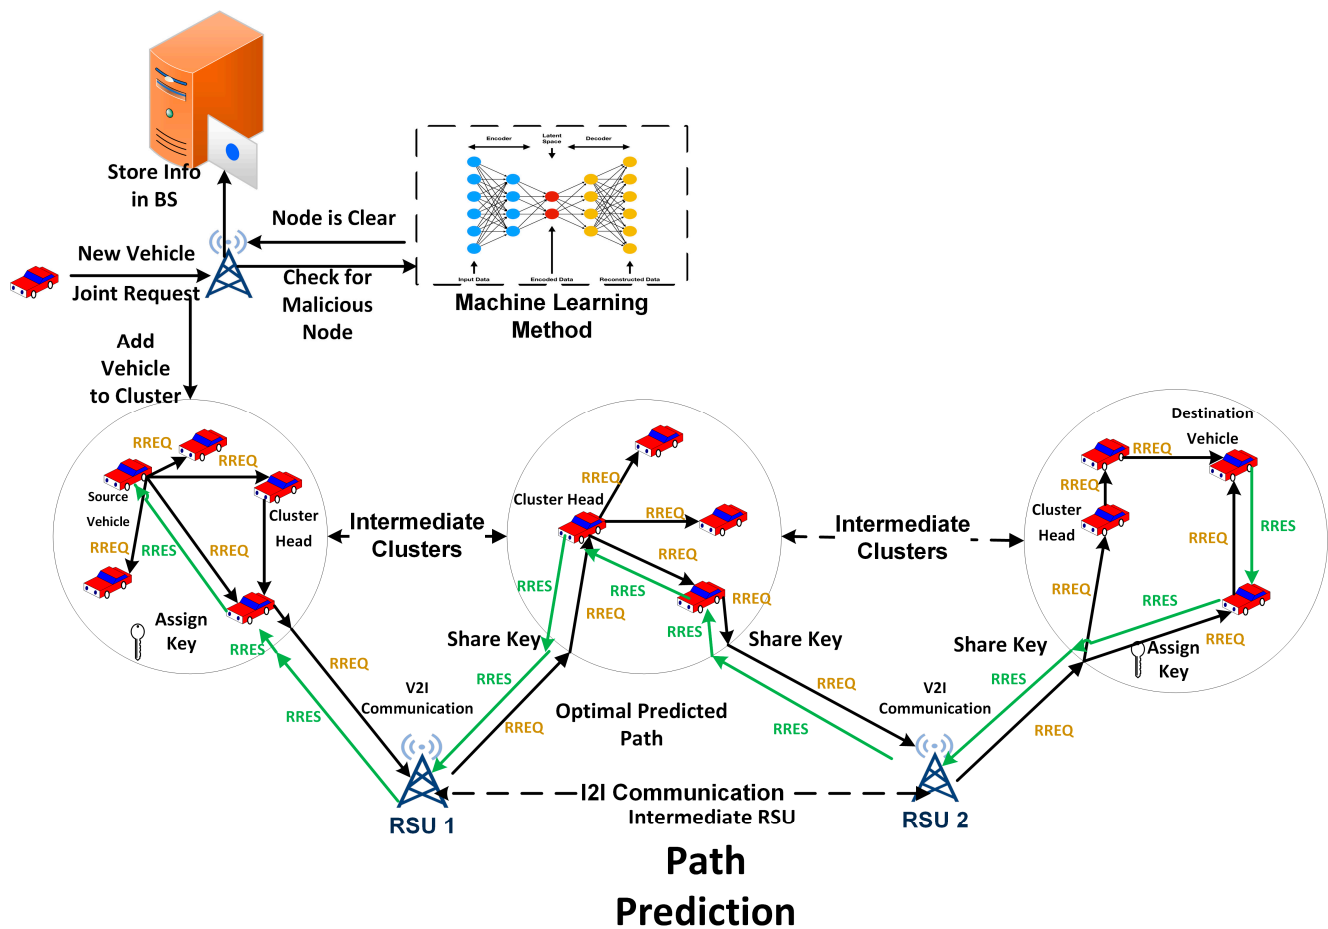 Store Info
in BS
Encoder
Latent
Space
Decoder
Input Data
Encoded Data
Reconstructed Data
Machine Learning
Method
Node is Clear
Check for
Malicious
Node
New Vehicle
Joint Request
Add
Vehicle
to Cluster
RREQ
RREQ
Source
Vehicle
RREQ
RRES
RREQ
Cluster
Head
Assign
Key
RRES
RREQ
RRES
Intermediate
Clusters
Cluster Head
RREQ
RREQ
RREQ
RRES
RREQ
RRES
RREQ
RRES
Share Key
Share Key
V2I
Communication
RRES
RREQ
Optimal Predicted
Path
RREQ
RRES
Intermediate
Clusters
Destination
Vehicle
RREQ
RREQ
Cluster
Head
RREQ
RRES
RREQ
RRES
RREQ
Share Key
Assign
Key
V2I
Communication
RRES
RREQ
I2I Communication
Intermediate RSU
RSU 1
RSU 2
Path
Prediction